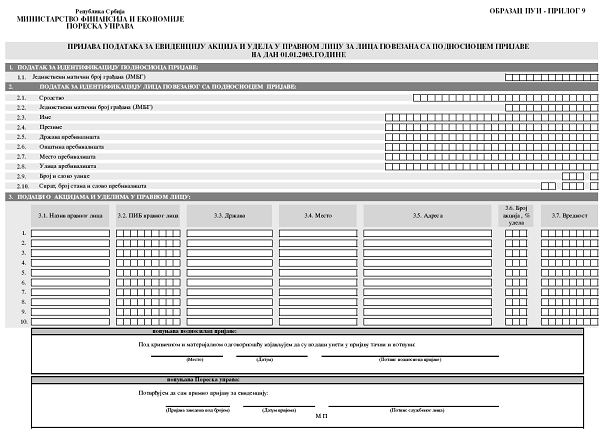 Република Србија
МИНИСТАРСТВО ФИНАНСИЈА И ЕКОНОМИЈЕ
ПОРЕСКА УПРАВА
ОБРАЗАЦ ПУИ - ПРИЛОГ 9
ПРИЈАВА ПОДАТАКА ЗА ЕВИДЕНЦИЈУ АКЦИЈА И УДЕЛА У ПРАВНОМ ЛИЦУ ЗА ЛИЦА ПОВЕЗАНА СА ПОДНОСИОЦЕМ ПРИЈАВЕ
НА ДАН 01.01.2003.ГОДИНЕ
1. ПОДАТАК ЗА ИДЕНТИФИКАЦИЈУ ПОДНОСИОЦА ПРИЈАВЕ:
1.1. Јединствени матични број грађана (ЈМБГ)
2. ПОДАТАК ЗА ИДЕНТИФИКАЦИЈУ ЛИЦА ПОВЕЗАНОГ СА ПОДНОСИОЦЕМ ПРИЈАВЕ:
2.1. Сродство
2.2. Јединствени матични број грађана (ЈМБГ)
2.3. Име
2.4. Презиме
2.5. Држава пребивалишта
2.6. Општина пребивалишта
2.7. Место пребивалишта
2.8. Улица пребивалишта
2.9. Број и слово улице
2.10. Спрат, број стана и слово пребивалишта
3. ПОДАЦИ О АКЦИЈАМА И УДЕЛИМА У ПРАВНОМ ЛИЦУ:
3.1. Назив правног лица
3.2. ПИБ правног лица
3.3. Држава
3.4. Место
3.5. Адреса
3.6. Број акција , % удела
3.7. Вредност
1.
2.
3.
4.
5.
6.
7.
8.
9.
10.
попуњава подносилац пријаве:
Под кривичном и материјалном одговорношћу изјављујем да су подаци унети у пријаву тачни и потпуни:
(Место) (Датум) (Потпис подносиоца пријаве)
попуњава Пореска управа:
Потврђујем да сам примио пријаву за евиденцију:
(Пријава заведена под бројем) (Датум пријема) (Потпис службеног лица)
М П